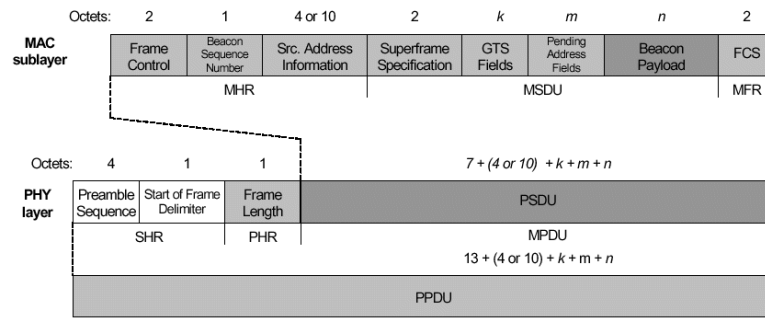 Octets: 2 1 4 or 10 2 k m n 2
MAC sublayer
Frame Control
Beacon Sequence Number
Src. Address Information
Superframe Specification
GTS Fields
Pending Address Fields
Beacon Payload
FCS
MHR MSDU MFR
Octets: 4 1 1 7 + (4 or 10) + k + m + n
PHY layer
Preamble Sequence
Start of Frame Delimiter
Frame Length
PSDU
SHR PHR MPDU
13 + (4 or 10) + k + m + n
PPDU